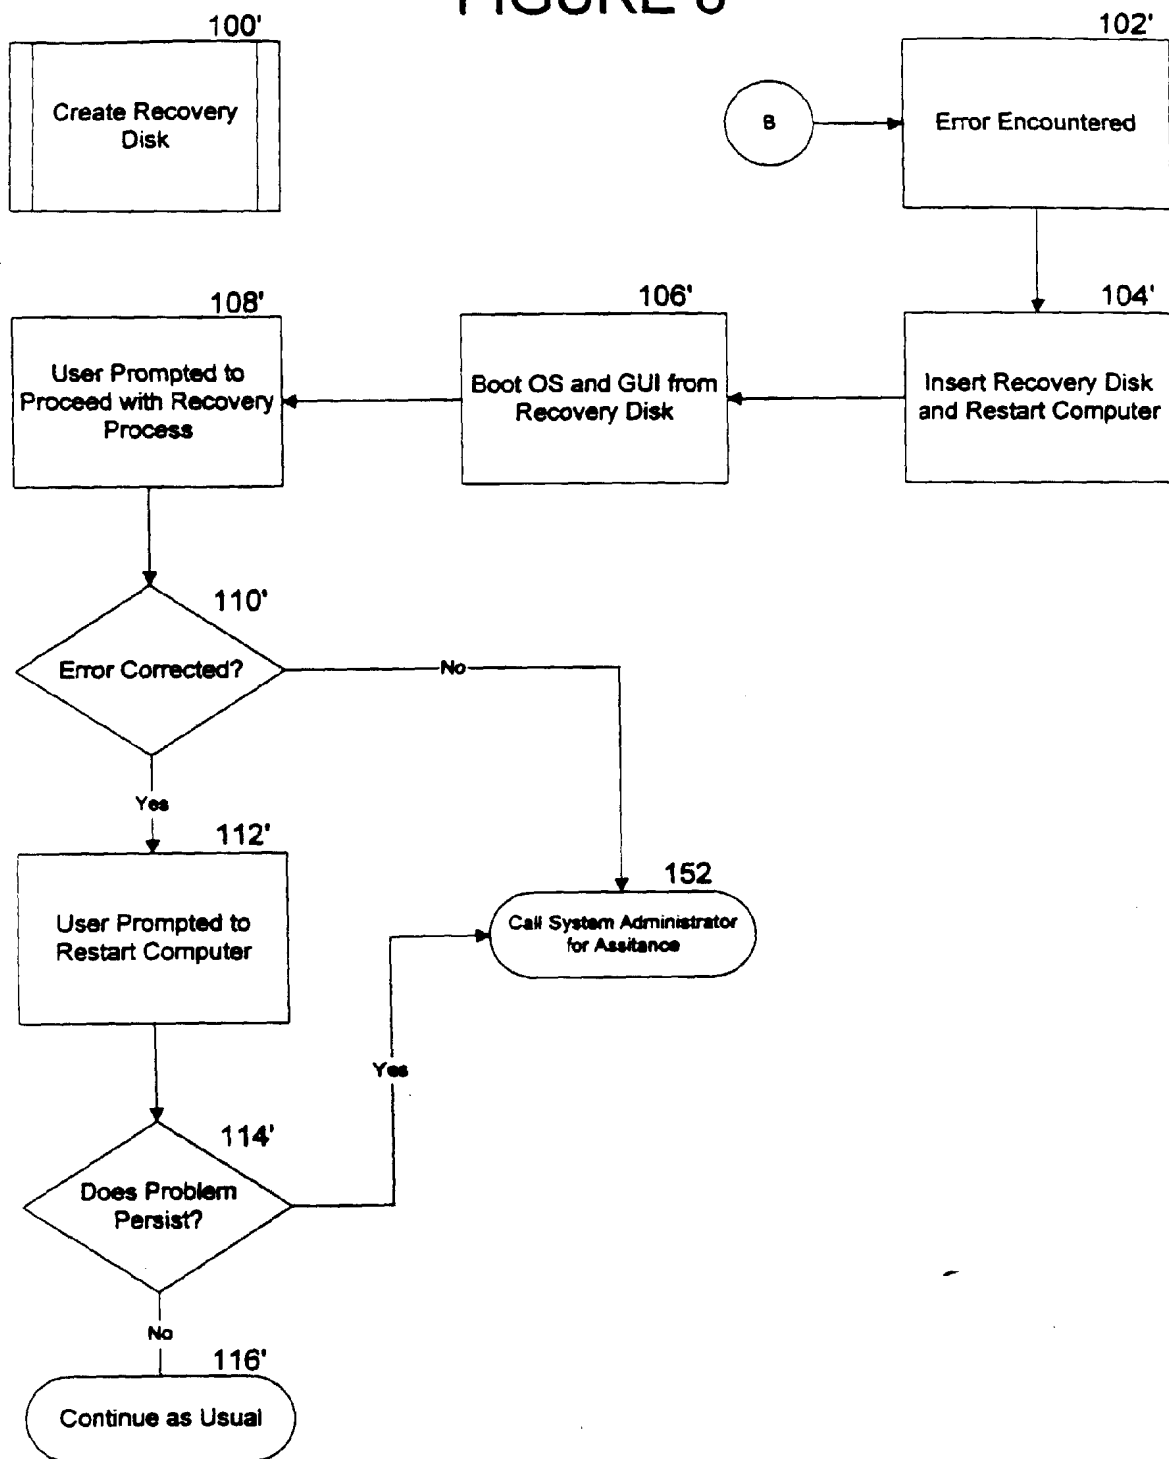 100'
Create Recovery
Disk
B
102'
Error Encountered
108'
User Prompted to
Proceed with Recovery
Process
106'
Boot OS and GUI from
Recovery Disk
104'
Insert Recovery Disk
and Restart Computer
110'
Error Corrected?
No
Yes
112'
User Prompted to
Restart Computer
152
Call System Administrator
for Assitance
Yes
114'
Does Problem
Persist?
No
116'
Continue as Usual